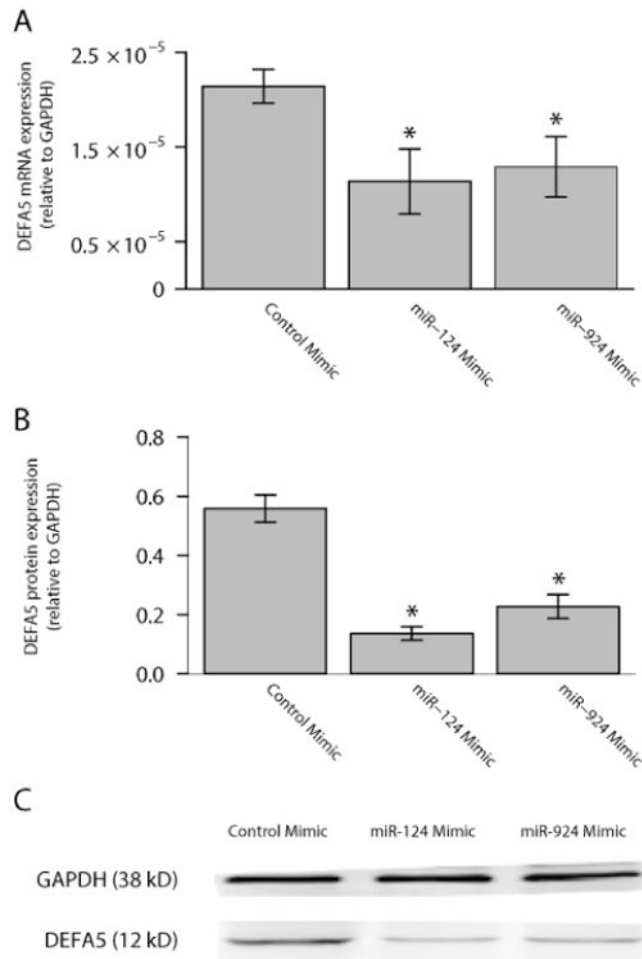 A
DEFA5 mRNA expression
(relative to GAPDH)
2.5 × 10⁻⁵
1.5 × 10⁻⁵
0.5 × 10⁻⁵
0
*
*
Control Mimic
miR–124 Mimic
miR–924 Mimic
B
DEFA5 protein expression
(relative to GAPDH)
0.8
0.6
0.4
0.2
0.0
*
*
Control Mimic
miR–124 Mimic
miR–924 Mimic
C
Control Mimic miR-124 Mimic miR-924 Mimic
GAPDH (38 kD)
DEFA5 (12 kD)